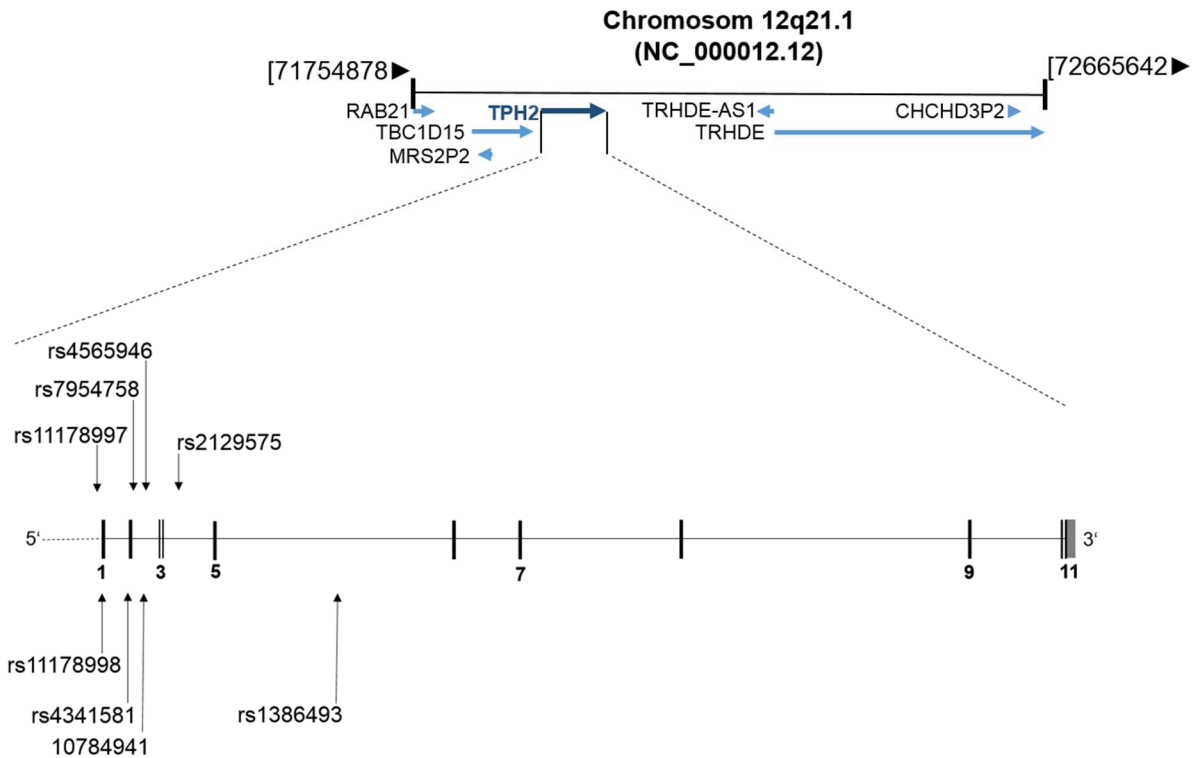 Chromosom 12q21.1
(NC_000012.12)
[71754878
[72665642
RAB21
TPH2
TRHDE-AS1
CHCHD3P2
TBC1D15
TRHDE
MRS2P2
rs4565946
rs7954758
rs11178997
rs2129575
5‘
3‘
1
3
5
7
9
11
rs11178998
rs4341581
rs1386493
10784941